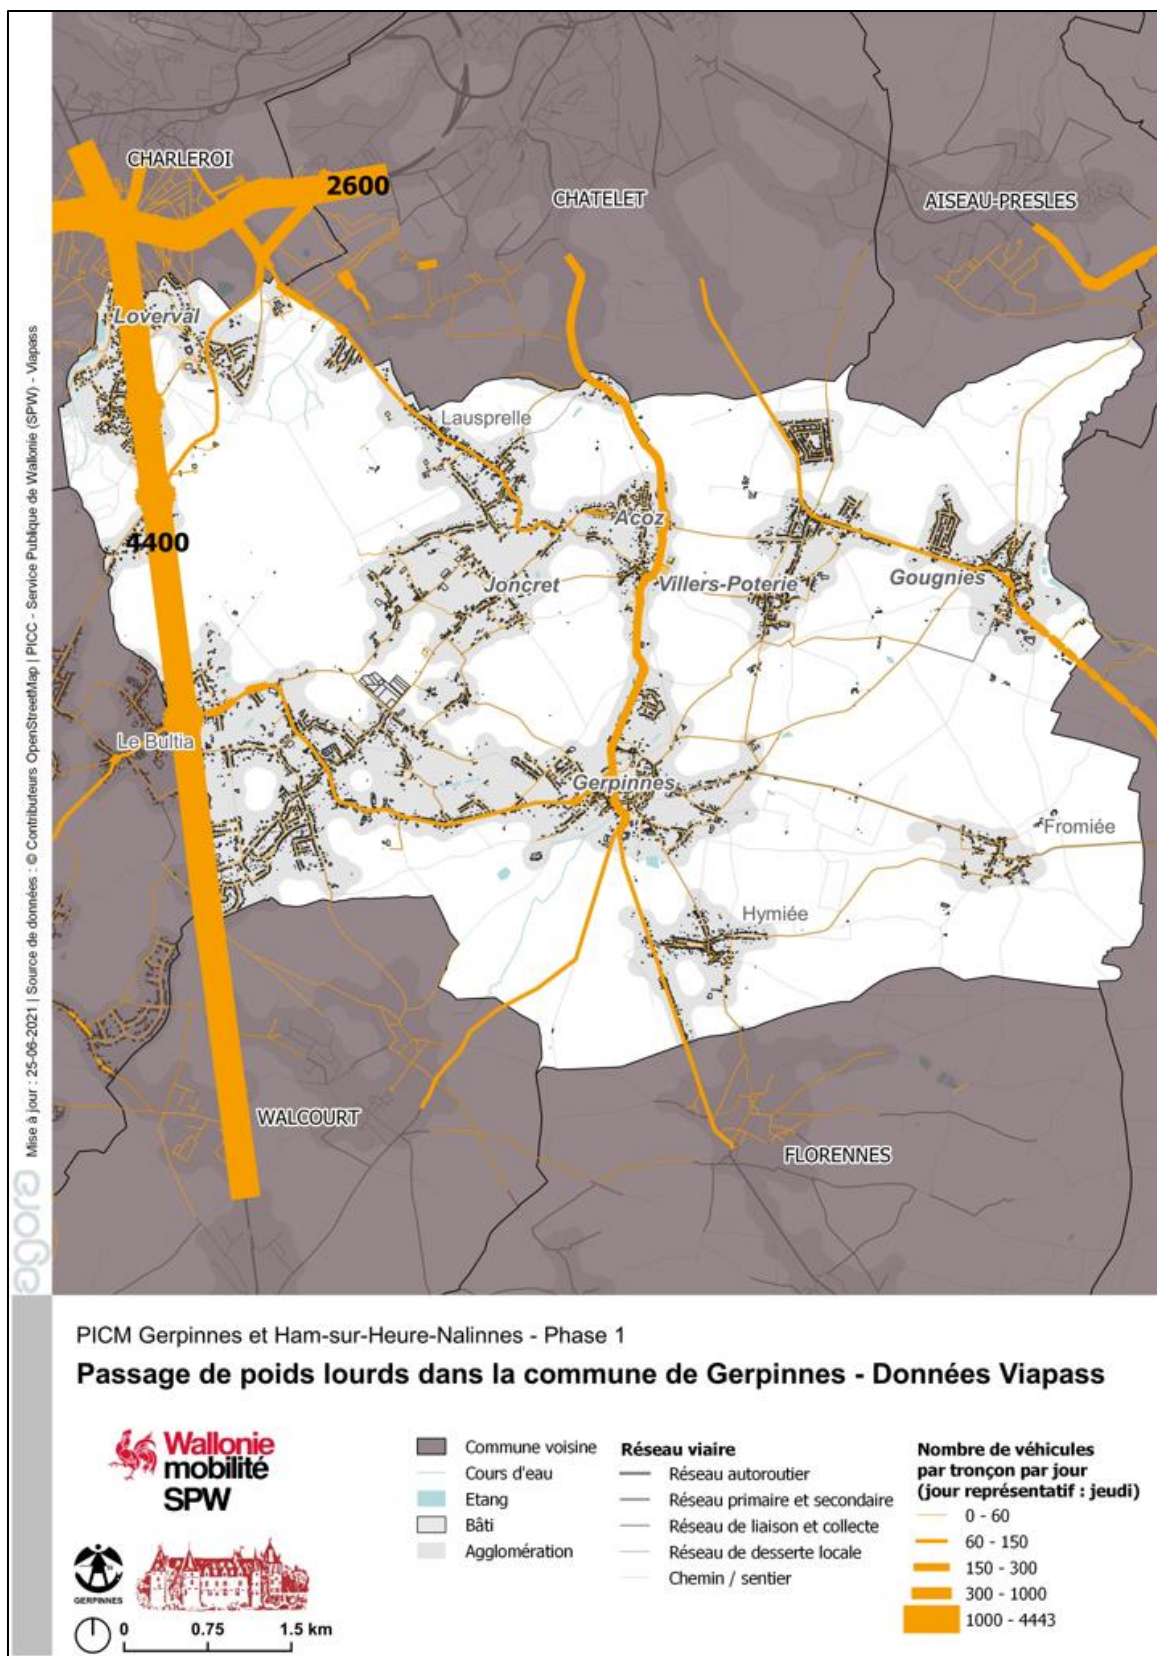 CHARLEROI
2600
CHATELET
AISEAU-PRESLES
Loverval
Lausprelle
Acoz
4400
Joncret
Villers-Poterie
Gougnies
Le Bultia
Gerpinnes
Fromiée
Hymiée
WALCOURT
FLORENNES
Mise à jour : 25-06-2021 | Source de données : © Contributeurs OpenStreetMap | PICC - Service Publique de Wallonie (SPW) - Viapass
agora
PICM Gerpinnes et Ham-sur-Heure-Nalinnes - Phase 1
Passage de poids lourds dans la commune de Gerpinnes - Données Viapass
Wallonie
mobilité
SPW
GERPINNES
0 0.75 1.5 km
Commune voisine
Cours d'eau
Etang
Bâti
Agglomération
Réseau viaire
Réseau autoroutier
Réseau primaire et secondaire
Réseau de liaison et collecte
Réseau de desserte locale
Chemin / sentier
Nombre de véhicules
par tronçon par jour
(jour représentatif : jeudi)
0 - 60
60 - 150
150 - 300
300 - 1000
1000 - 4443